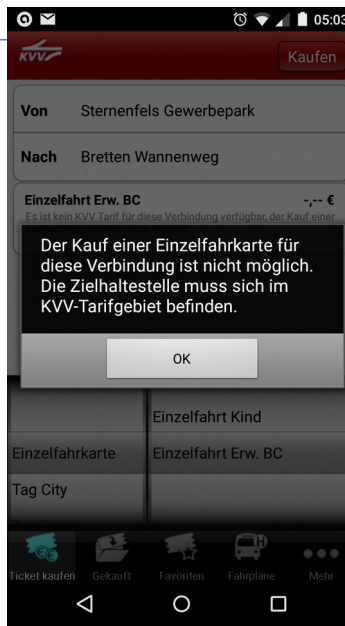 05:03
KVV
Kaufen
Von Sternenfels Gewerbepark
Nach Bretten Wannenweg
Einzelfahrt Erw. BC -,-- €
Es ist kein KVV Tarif für diese Verbindung verfügbar, der Kauf einer
Der Kauf einer Einzelfahrkarte für
diese Verbindung ist nicht möglich.
Die Zielhaltestelle muss sich im
KVV-Tarifgebiet befinden.
OK
Einzelfahrt Kind
Einzelfahrkarte Einzelfahrt Erw. BC
Tag City
Ticket kaufen Gekauft Favoriten Fahrpläne Mehr